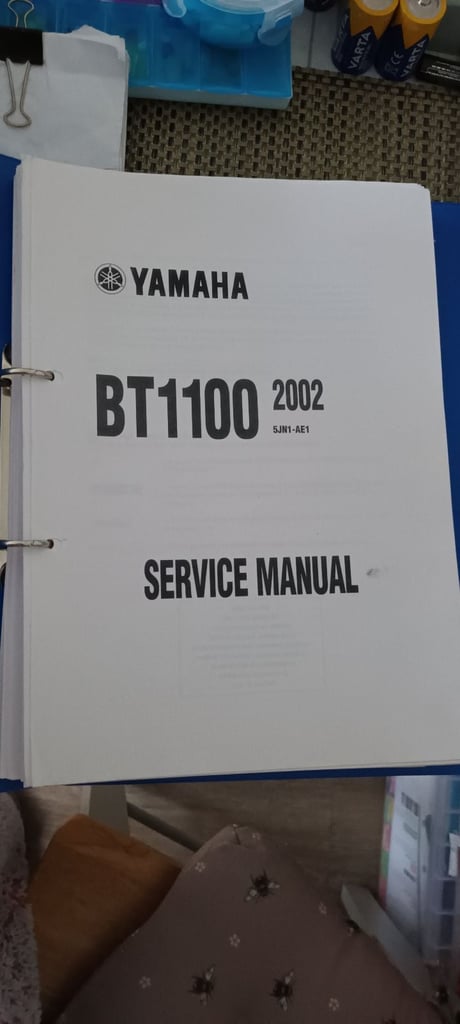 VARTA
VARTA
YAMAHA
BT1100 2002
5JN1-AE1
SERVICE MANUAL